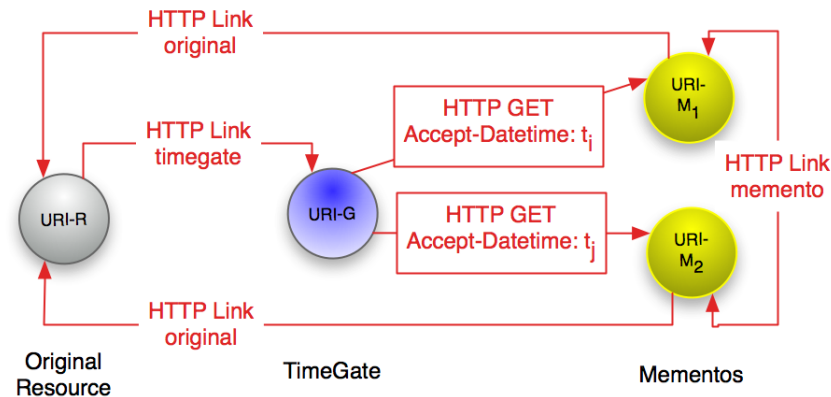 HTTP Link
original
URI-
M1
HTTP GET
Accept-Datetime: ti
HTTP Link
timegate
HTTP Link
memento
URI-R
URI-G
HTTP GET
Accept-Datetime: tj
URI-
M2
HTTP Link
original
Original
Resource
TimeGate
Mementos